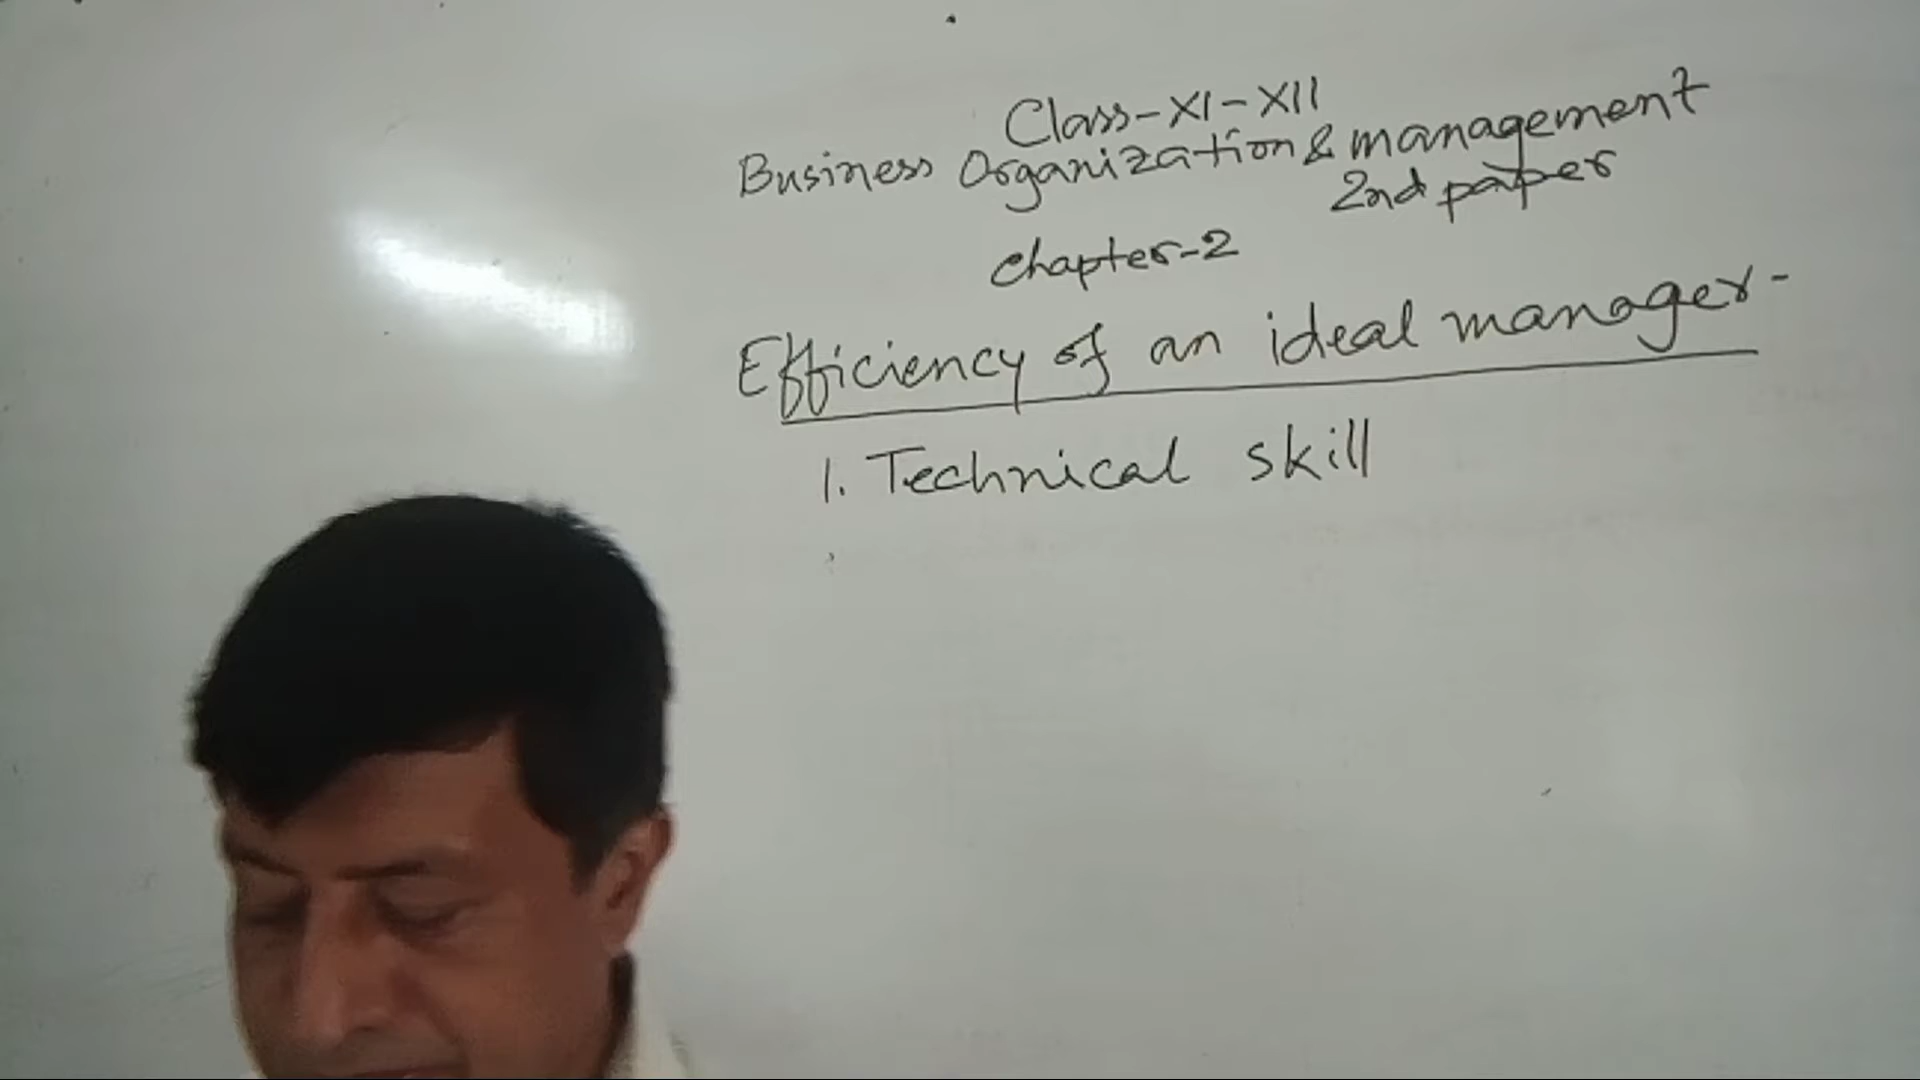 Class-XI-XII
Business Organization & management
2nd paper
chapter-2
Efficiency of an ideal manager-
1. Technical skill